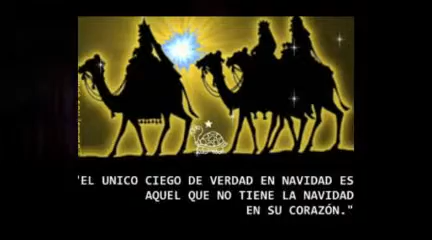 "EL UNICO CIEGO DE VERDAD EN NAVIDAD ES
AQUEL QUE NO TIENE LA NAVIDAD
EN SU CORAZÓN."